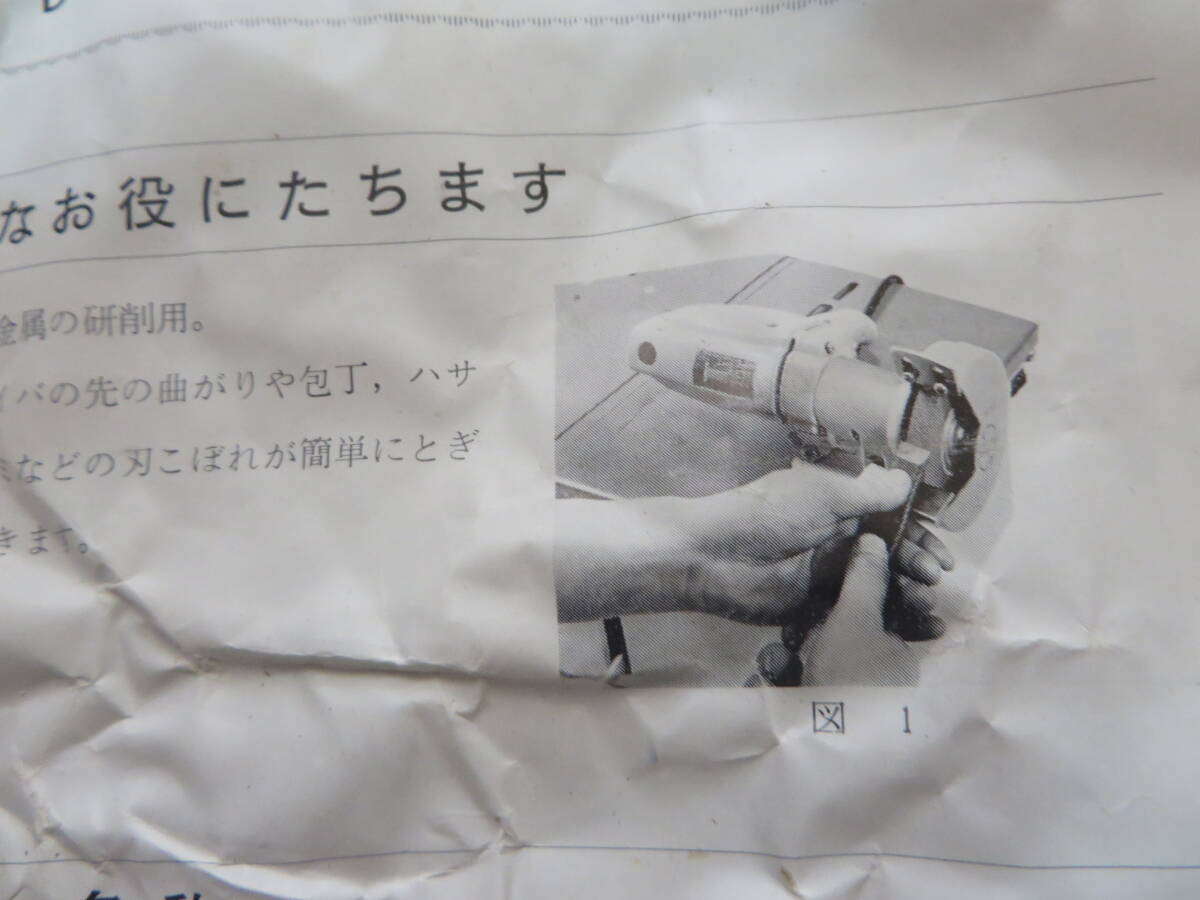 なお役にたちます
金属の研削用。
イバの先の曲がりや包丁，ハサ
などの刃こぼれが簡単にとぎ
きます。
図 1